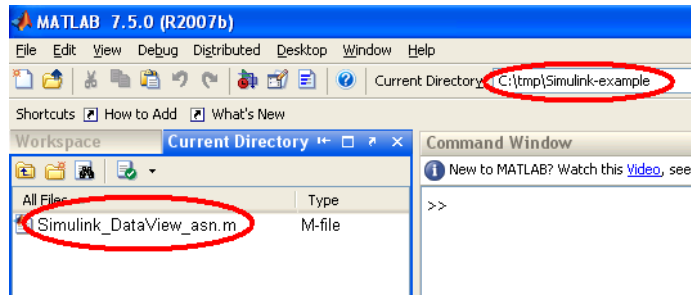 MATLAB 7.5.0 (R2007b)
File Edit View Debug Distributed Desktop Window Help
Current Directory: C:\tmp\Simulink-example
Shortcuts How to Add What's New
Workspace Current Directory Command Window
New to MATLAB? Watch this Video, see
All Files Type
>>
Simulink_DataView_asn.m M-file